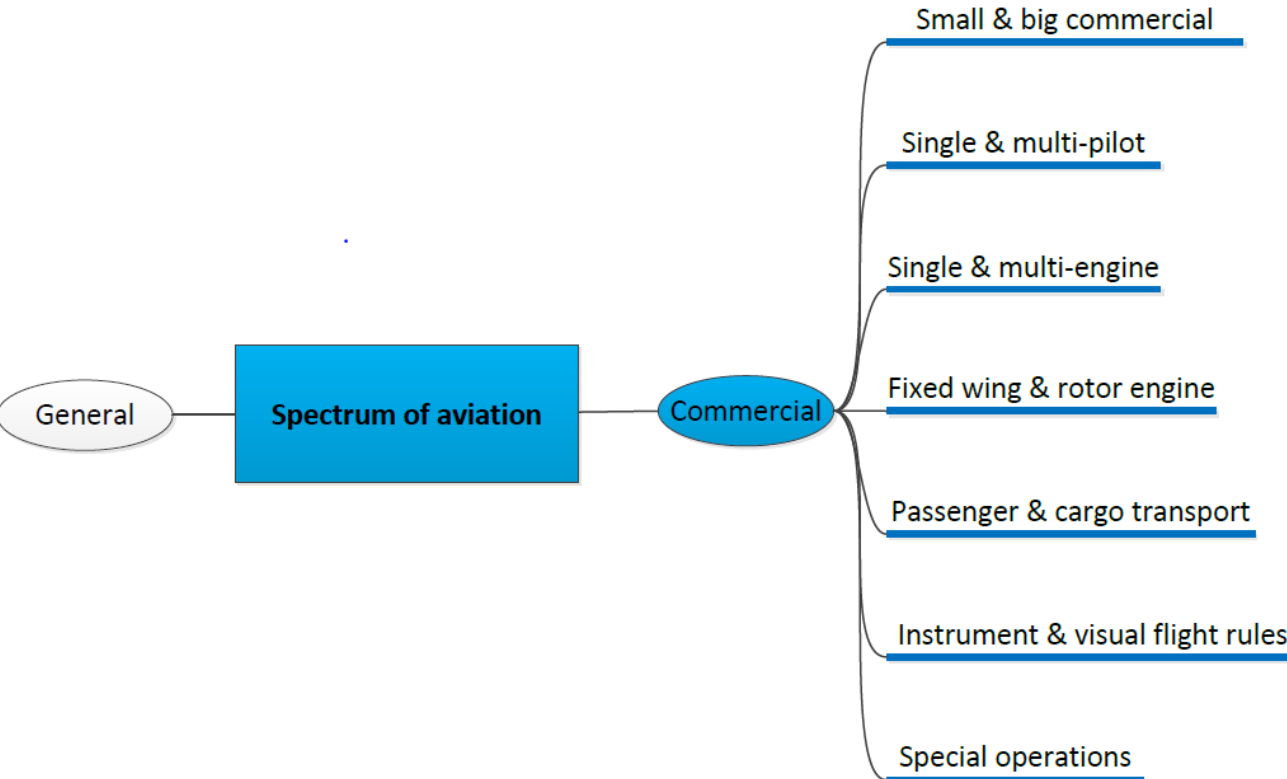 Small & big commercial
Single & multi-pilot
Single & multi-engine
Fixed wing & rotor engine
General
Spectrum of aviation
Commercial
Passenger & cargo transport
Instrument & visual flight rules
Special operations